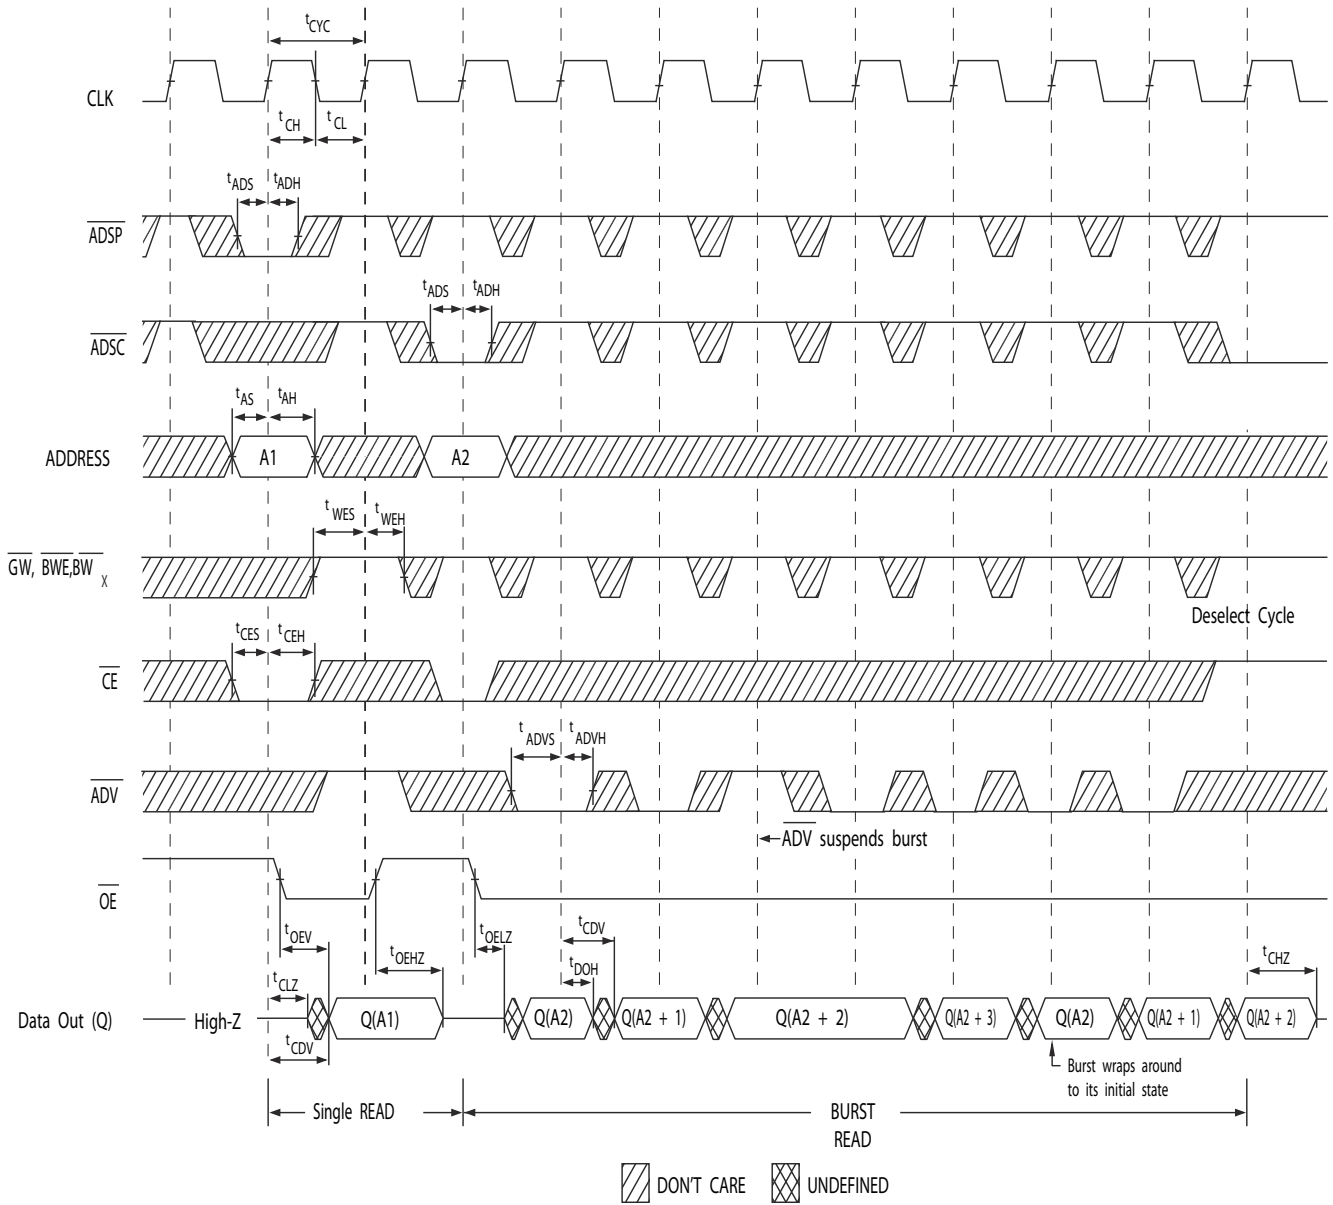 tCYC
CLK
tCH
tCL
tADS
tADH
ADSP
tADS
tADH
ADSC
tAS
tAH
ADDRESS
A1
A2
tWES
tWEH
GW, BWE,BW X
Deselect Cycle
tCES
tCEH
CE
tADVS
tADVH
ADV
ADV suspends burst
OE
tOEV
tOEHZ
tOELZ
tCDV
tDOH
tCHZ
tCLZ
Data Out (Q)
High-Z
Q(A1)
Q(A2)
Q(A2 + 1)
Q(A2 + 2)
Q(A2 + 3)
Q(A2)
Q(A2 + 1)
Q(A2 + 2)
tCDV
Burst wraps around
to its initial state
Single READ
BURST
READ
DON'T CARE
UNDEFINED